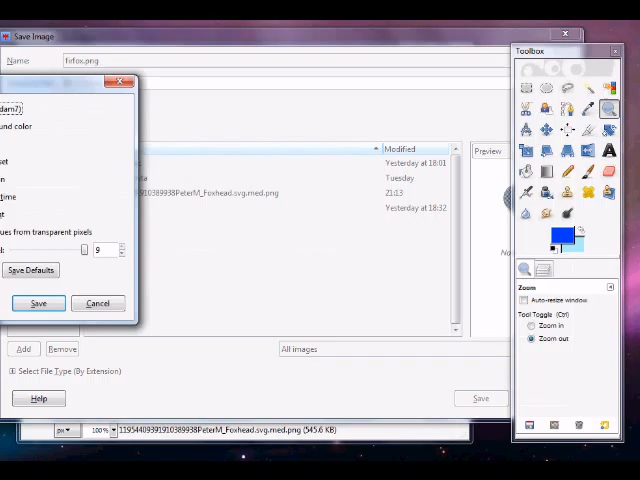 Save Image
Name:
firfox.png
Toolbox
dam7)
und color
set
n
time
t
ues from transparent pixels
l:
9
Save Defaults
Save
Cancel
Modified
Yesterday at 18:01
Tuesday
910389938PeterM_Foxhead.svg.med.png
21:13
Yesterday at 18:32
Preview
No
Add
Remove
All images
Select File Type (By Extension)
Help
Save
px
100%
1195440939191038993​8PeterM_Foxhead.svg.med.png (545.6 KB)
Zoom
Auto-resize window
Tool Toggle (Ctrl)
Zoom in
Zoom out